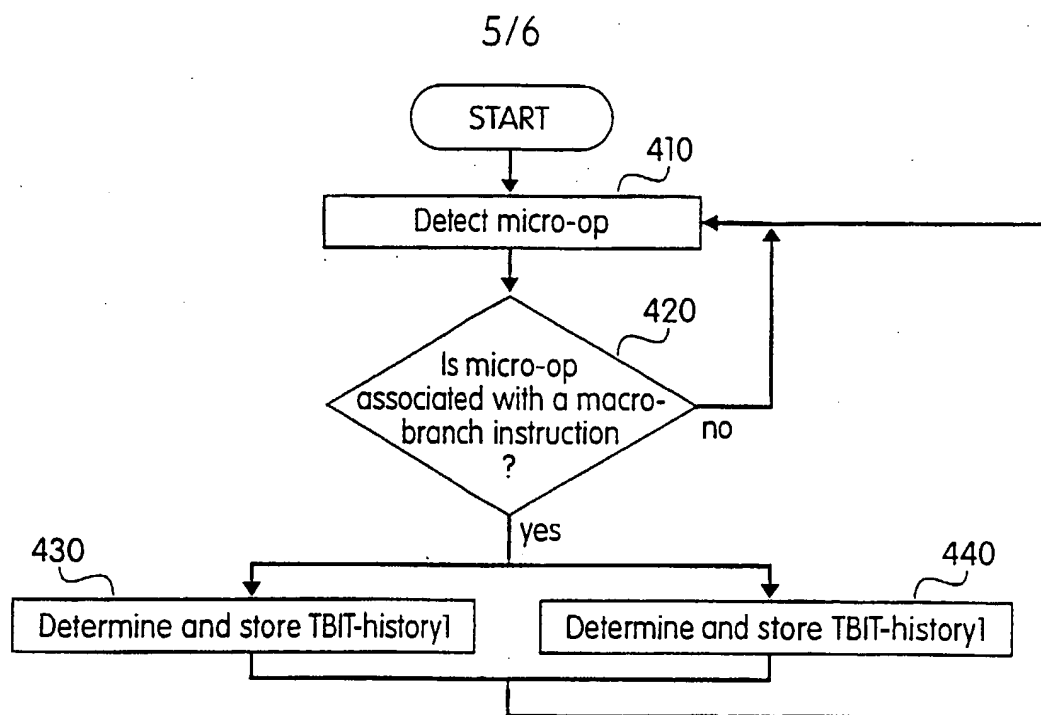 5/6
START
410
Detect micro-op
420
Is micro-op
associated with a macro-
branch instruction
?
no
yes
430
440
Determine and store TBIT-history1
Determine and store TBIT-history1